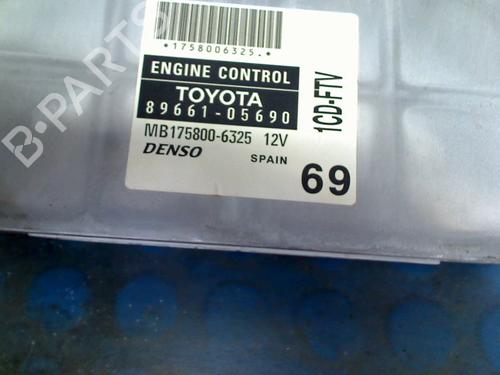 *1758006325.*
ENGINE CONTROL
TOYOTA
89661-05690
MB175800-6325 12V
DENSO SPAIN
1CD-FTV
69
B-PARTS